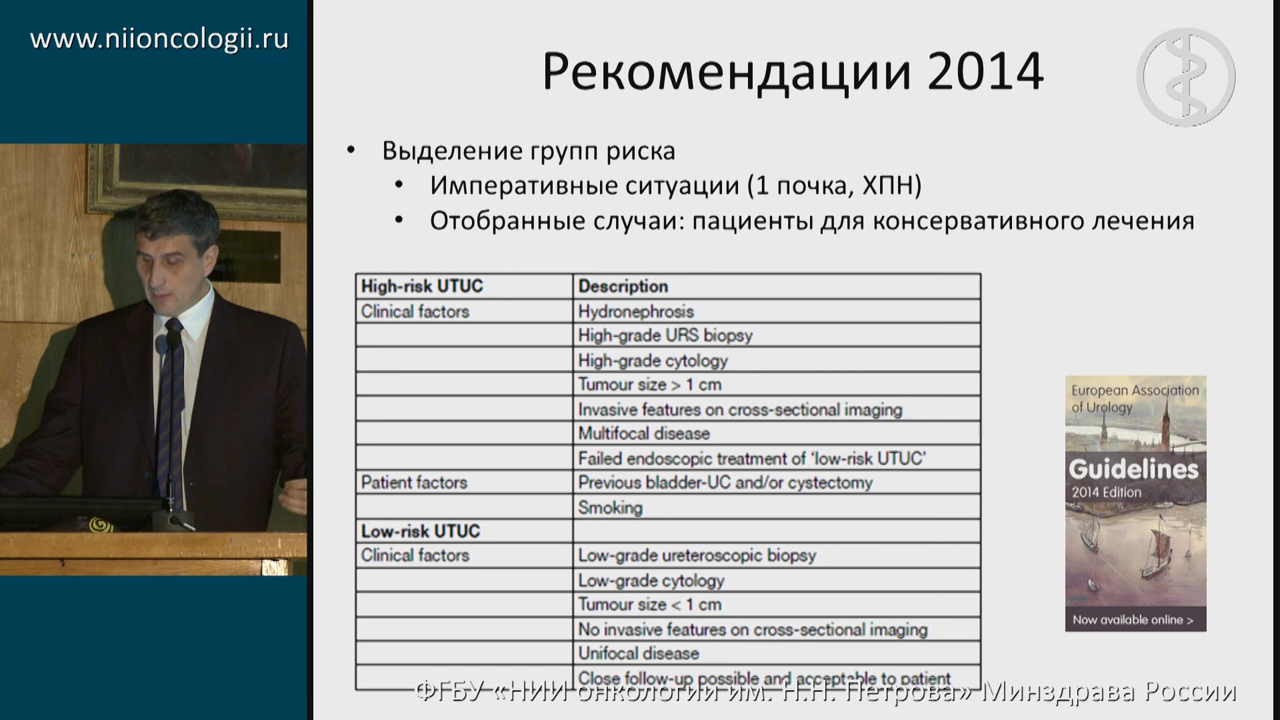 www.niioncologii.ru
Рекомендации 2014
• Выделение групп риска
• Императивные ситуации (1 почка, ХПН)
• Отобранные случаи: пациенты для консервативного лечения
High-risk UTUC Description
Clinical factors Hydronephrosis
High-grade URS biopsy
High-grade cytology
Tumour size > 1 cm
Invasive features on cross-sectional imaging
Multifocal disease
Failed endoscopic treatment of ‘low-risk UTUC’
Patient factors Previous bladder-UC and/or cystectomy
Smoking
Low-risk UTUC
Clinical factors Low-grade ureteroscopic biopsy
Low-grade cytology
Tumour size < 1 cm
No invasive features on cross-sectional imaging
Unifocal disease
Close follow-up possible and acceptable to patient
European Association
of Urology
Guidelines
2014 Edition
Now available online >
ФГБУ «НИИ онкологии им. Н.Н. Петрова» Минздрава России